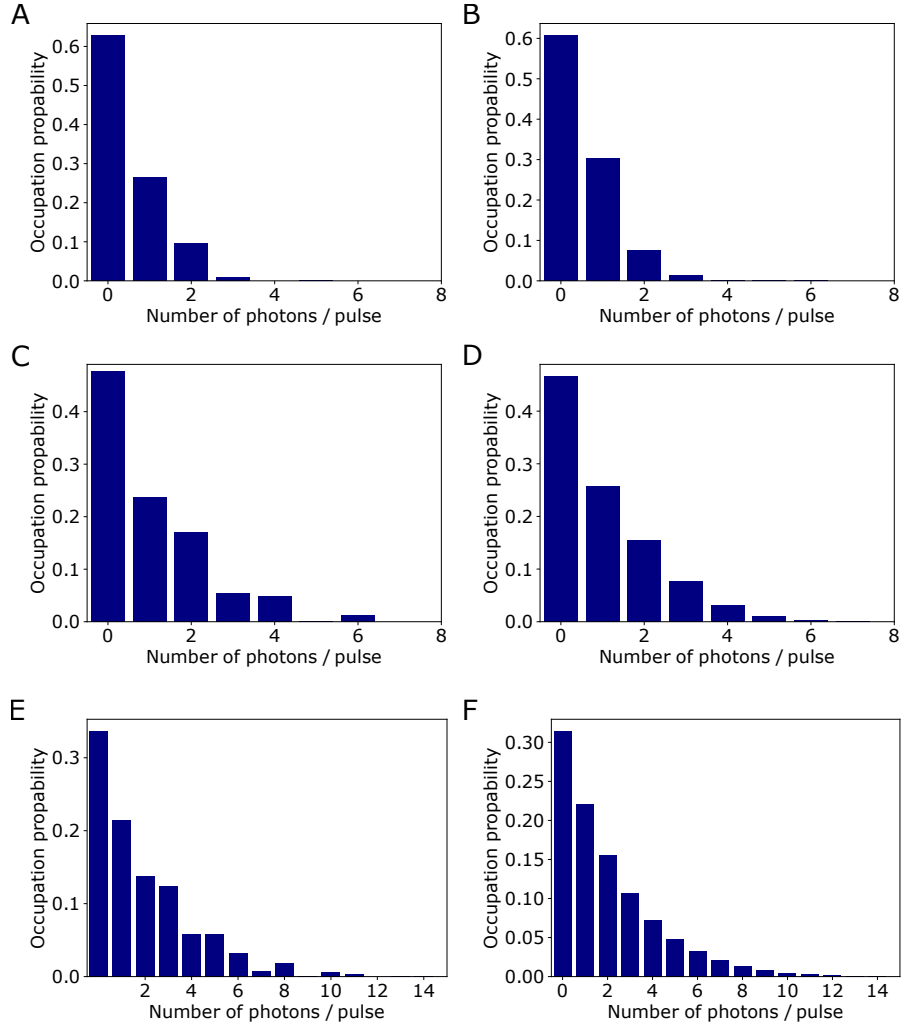 A
Occupation propability
0.6
0.5
0.4
0.3
0.2
0.1
0.0
0 2 4 6 8
Number of photons / pulse
B
Occupation propability
0.6
0.5
0.4
0.3
0.2
0.1
0.0
0 2 4 6 8
Number of photons / pulse
C
Occupation propability
0.4
0.3
0.2
0.1
0.0
0 2 4 6 8
Number of photons / pulse
D
Occupation propability
0.4
0.3
0.2
0.1
0.0
0 2 4 6 8
Number of photons / pulse
E
Occupation propability
0.3
0.2
0.1
0.0
2 4 6 8 10 12 14
Number of photons / pulse
F
Occupation propability
0.30
0.25
0.20
0.15
0.10
0.05
0.00
0 2 4 6 8 10 12 14
Number of photons / pulse